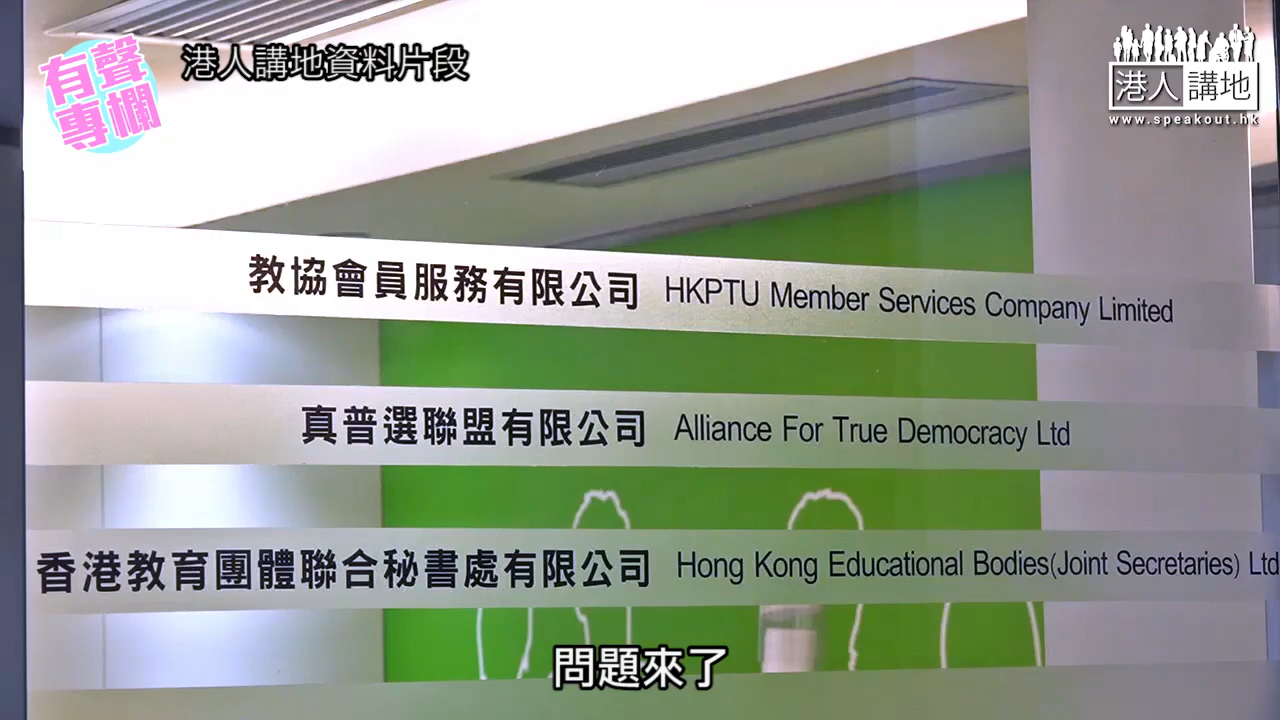 有聲
專欄
港人講地資料片段
港人講地
www.speakout.hk
教協會員服務有限公司 HKPTU Member Services Company Limited
真普選聯盟有限公司 Alliance For True Democracy Ltd
香港教育團體聯合秘書處有限公司 Hong Kong Educational Bodies(Joint Secretaries) Ltd
問題來了